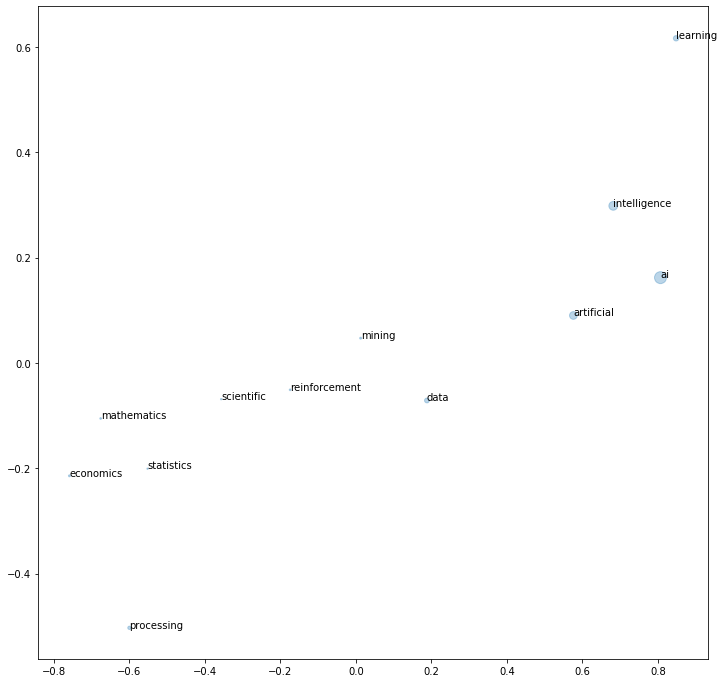 learning
0.6
0.4
intelligence
0.2
ai
artificial
mining
0.0
reinforcement
scientific
data
mathematics
−0.2
statistics
economics
−0.4
processing
−0.8 −0.6 −0.4 −0.2 0.0 0.2 0.4 0.6 0.8